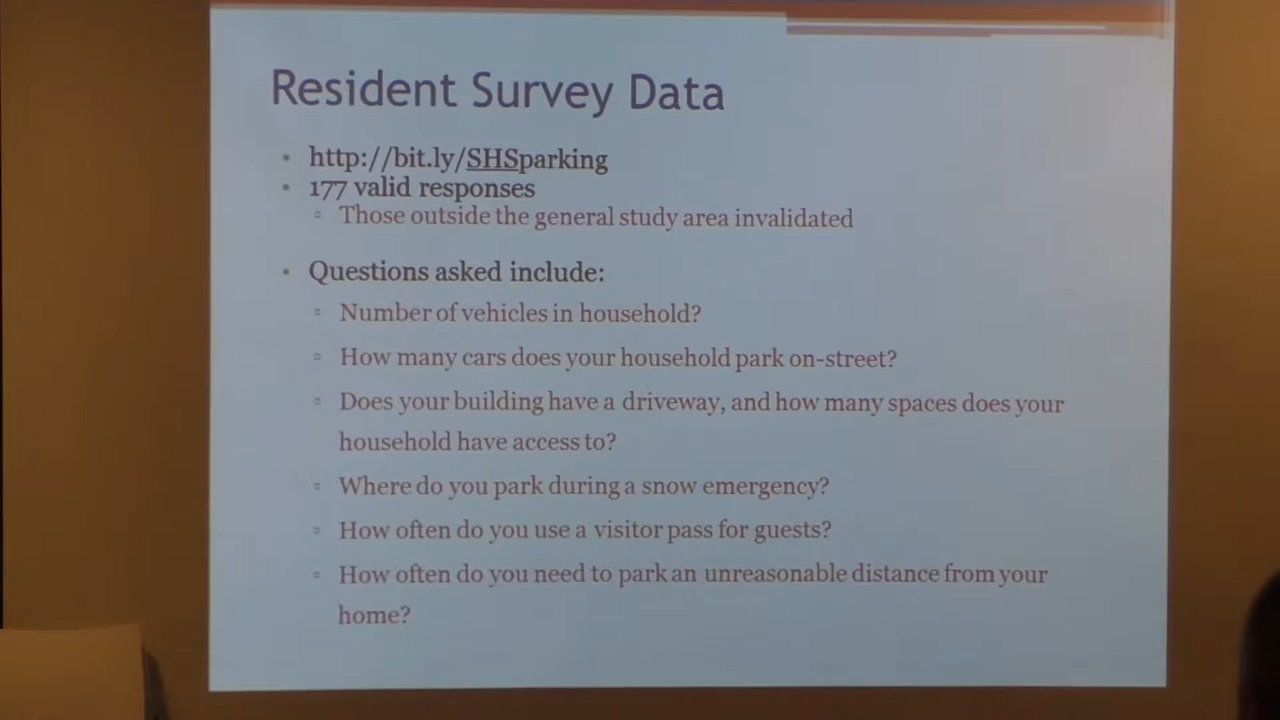 Resident Survey Data
• http://bit.ly/SHSparking
• 177 valid responses
▫ Those outside the general study area invalidated
• Questions asked include:
▫ Number of vehicles in household?
▫ How many cars does your household park on-street?
▫ Does your building have a driveway, and how many spaces does your
household have access to?
▫ Where do you park during a snow emergency?
▫ How often do you use a visitor pass for guests?
▫ How often do you need to park an unreasonable distance from your
home?